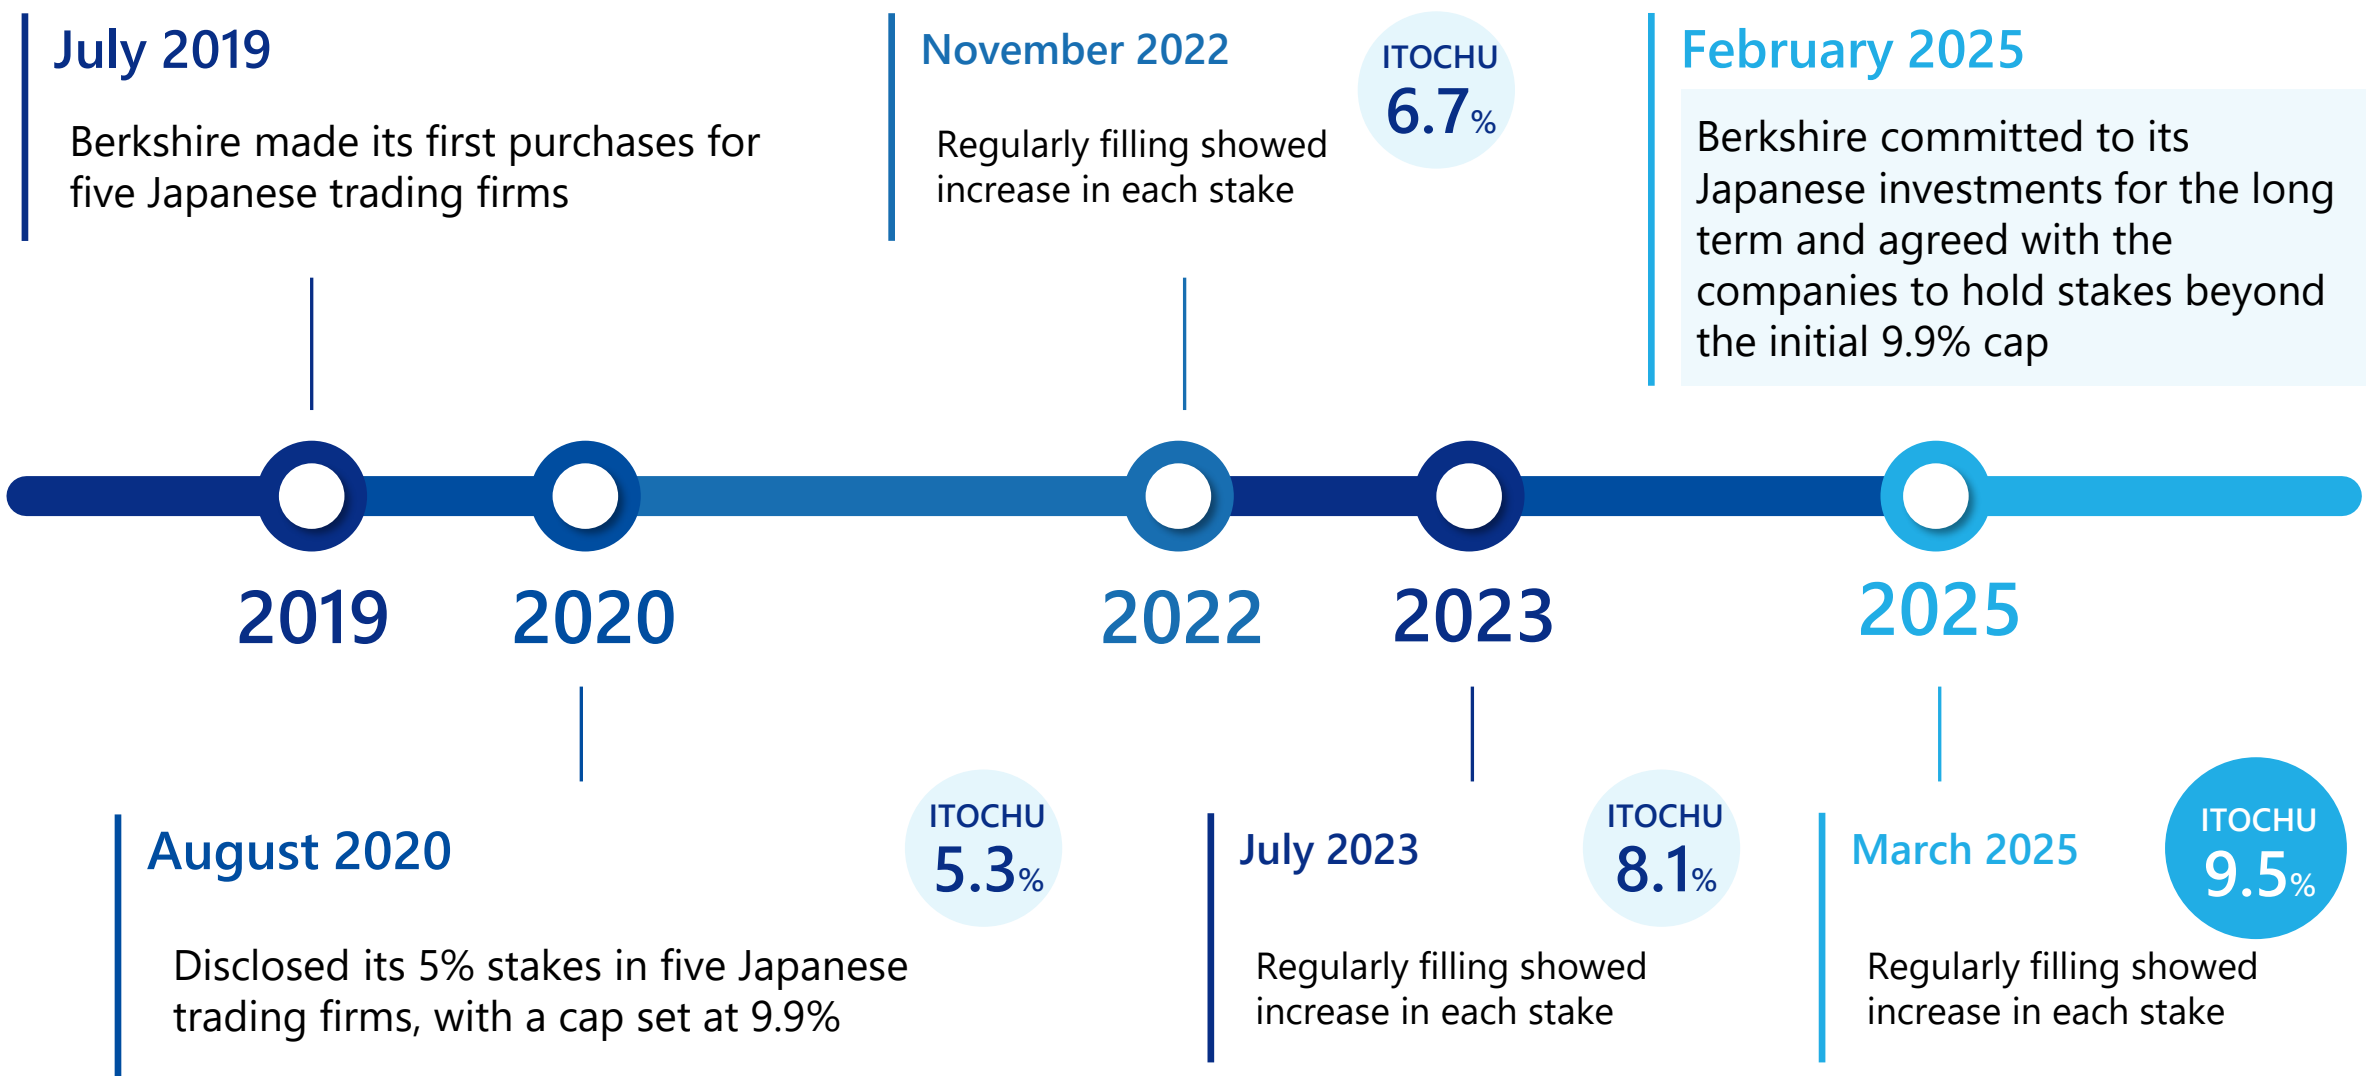 July 2019
Berkshire made its first purchases for
five Japanese trading firms
November 2022
ITOCHU
6.7%
Regularly filling showed
increase in each stake
February 2025
Berkshire committed to its
Japanese investments for the long
term and agreed with the
companies to hold stakes beyond
the initial 9.9% cap
2019
2020
2022
2023
2025
August 2020
ITOCHU
5.3%
Disclosed its 5% stakes in five Japanese
trading firms, with a cap set at 9.9%
July 2023
ITOCHU
8.1%
Regularly filling showed
increase in each stake
March 2025
ITOCHU
9.5%
Regularly filling showed
increase in each stake